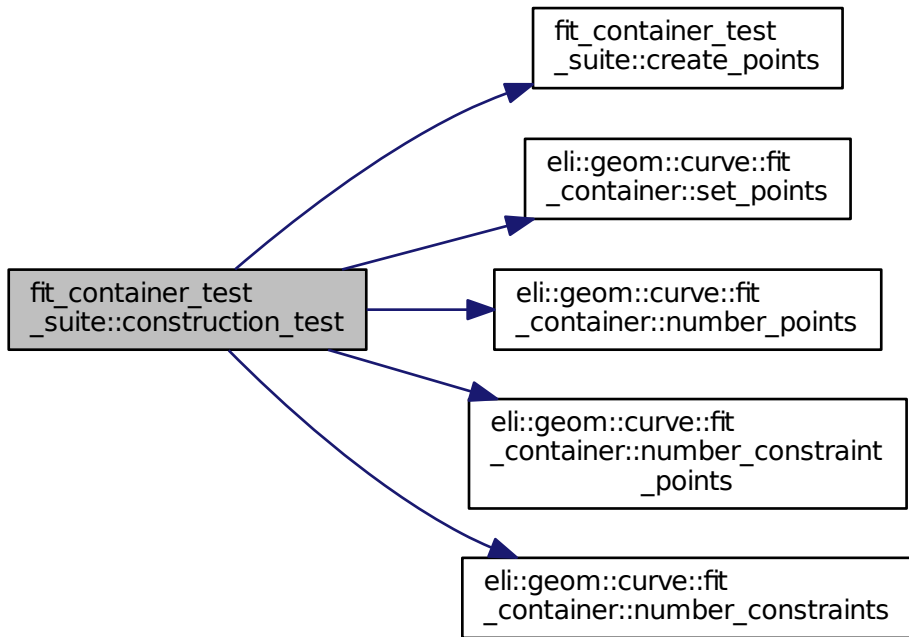 fit_container_test
_suite::create_points
eli::geom::curve::fit
_container::set_points
fit_container_test
_suite::construction_test
eli::geom::curve::fit
_container::number_points
eli::geom::curve::fit
_container::number_constraint
_points
eli::geom::curve::fit
_container::number_constraints